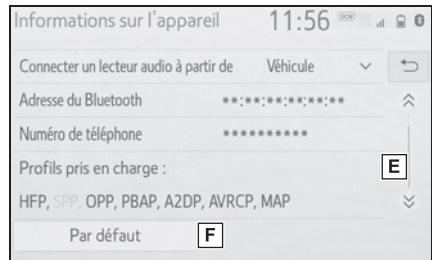 Informations sur l'appareil 11:56 DCM
Connecter un lecteur audio à partir de Véhicule
Adresse du Bluetooth **:**:**:**:**:**
Numéro de téléphone **********
Profils pris en charge :
E
HFP, SPP, OPP, PBAP, A2DP, AVRCP, MAP
Par défaut F